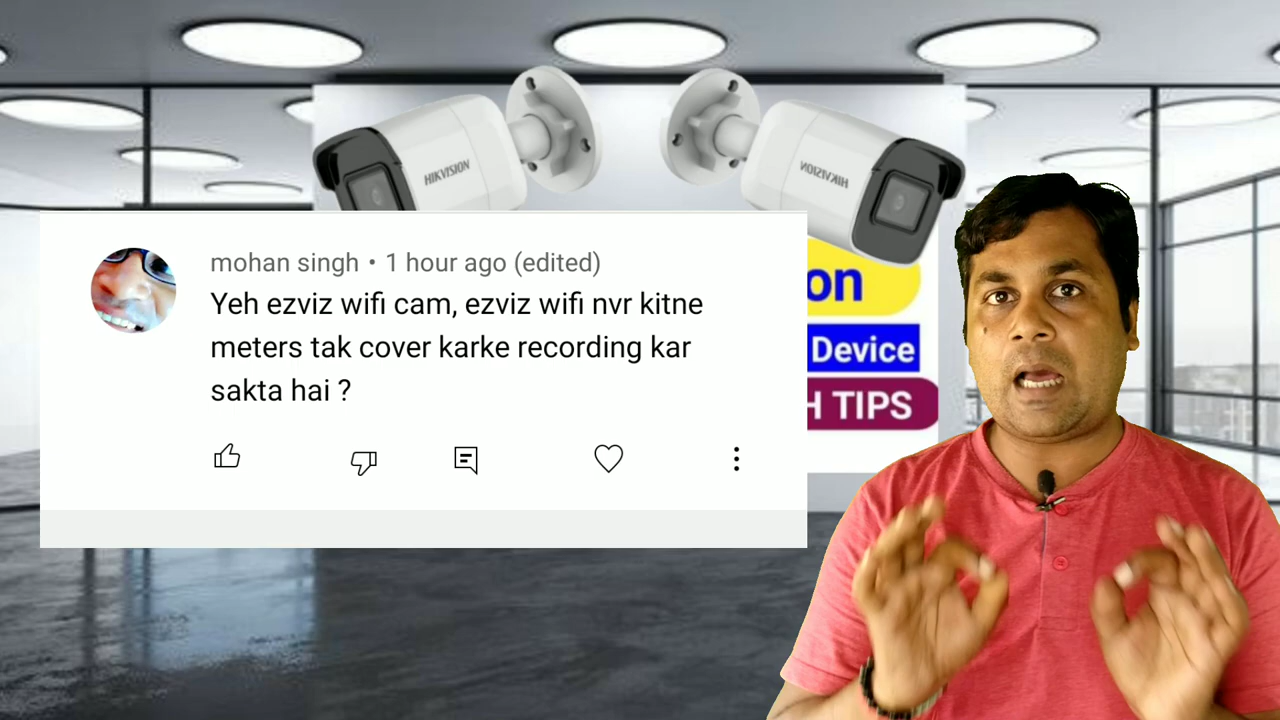 HIKVISION
HIKVISION
mohan singh • 1 hour ago (edited)
Yeh ezviz wifi cam, ezviz wifi nvr kitne
meters tak cover karke recording kar
sakta hai ?
on
Device
H TIPS